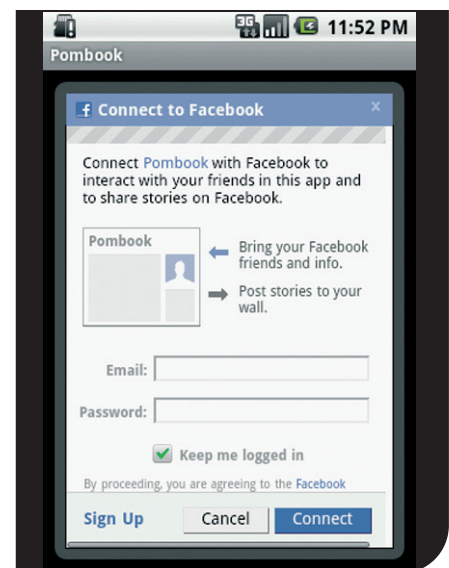 3G
11:52 PM
Pombook
f Connect to Facebook x
Connect Pombook with Facebook to
interact with your friends in this app and
to share stories on Facebook.
Pombook
Bring your Facebook
friends and info.
Post stories to your
wall.
Email:
Password:
Keep me logged in
By proceeding, you are agreeing to the Facebook
Sign Up Cancel Connect